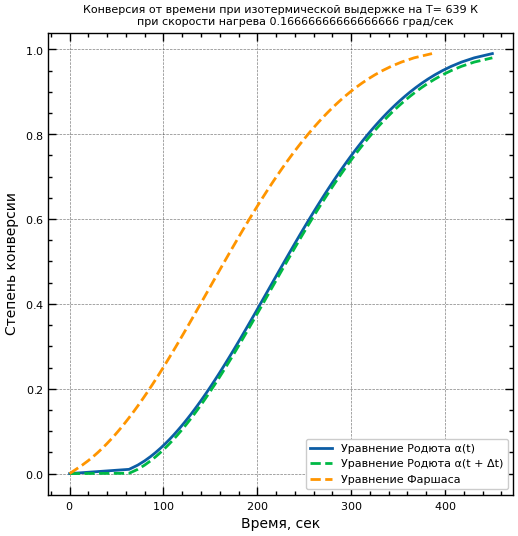 Конверсия от времени при изотермической выдержке на T= 639 К
при скорости нагрева 0.16666666666666666 град/сек
Степень конверсии
1.0
0.8
0.6
0.4
0.2
0.0
0
100
200
300
400
Время, сек
Уравнение Родюта α(t)
Уравнение Родюта α(t + Δt)
Уравнение Фаршаса